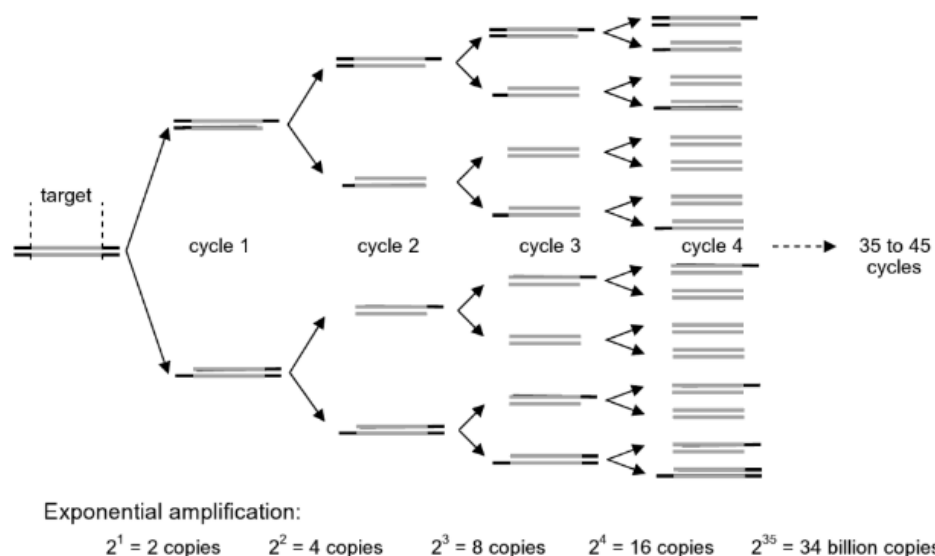 target
cycle 1
cycle 2
cycle 3
cycle 4
35 to 45
cycles
Exponential amplification:
2¹ = 2 copies
2² = 4 copies
2³ = 8 copies
2⁴ = 16 copies
2³⁵ = 34 billion copies